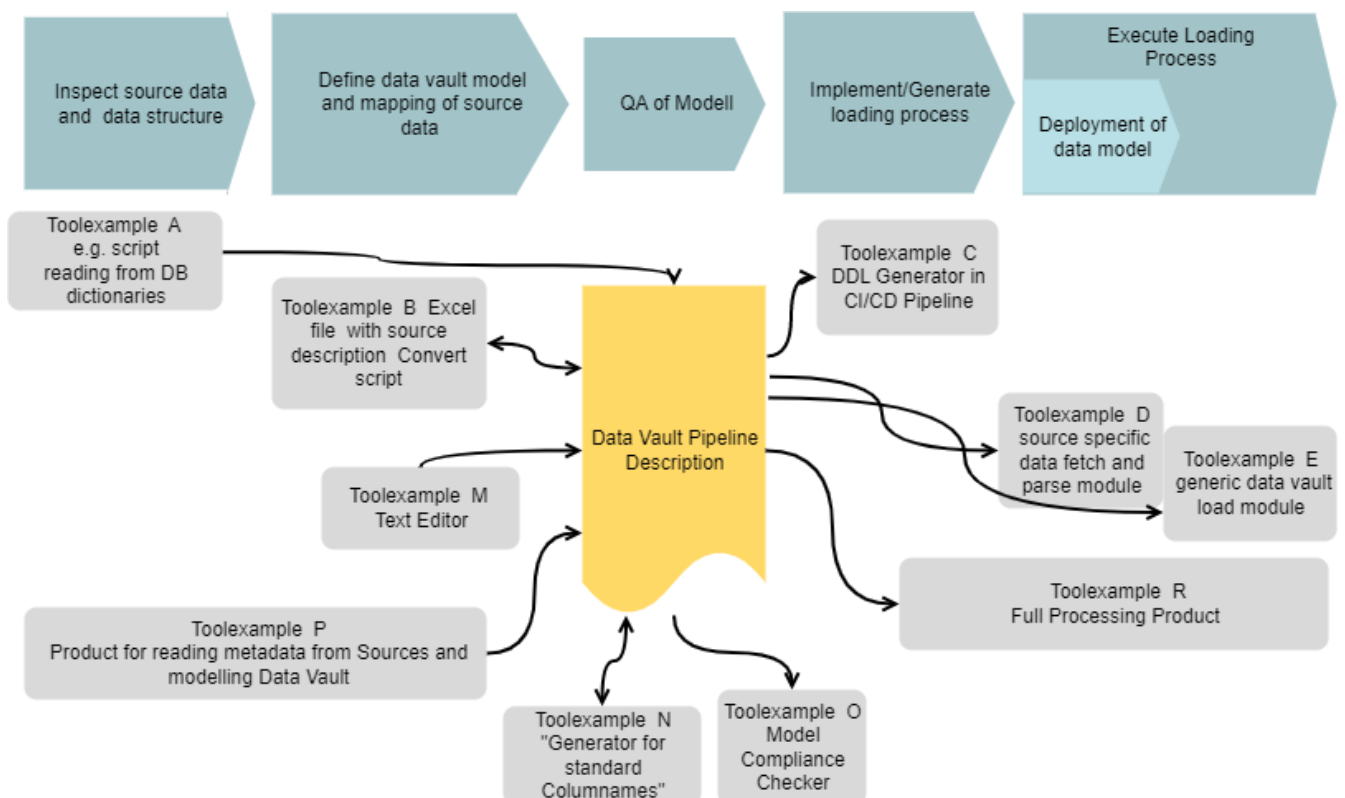 Inspect source data
and data structure
Define data vault model
and mapping of source
data
QA of Modell
Implement/Generate
loading process
Execute Loading
Process
Deployment of
data model
Toolexample A
e.g. script
reading from DB
dictionaries
Toolexample B Excel
file with source
description Convert
script
Toolexample C
DDL Generator in
CI/CD Pipeline
Data Vault Pipeline
Description
Toolexample D
source specific
data fetch and
parse module
Toolexample E
generic data vault
load module
Toolexample M
Text Editor
Toolexample R
Full Processing Product
Toolexample P
Product for reading metadata from Sources and
modelling Data Vault
Toolexample N
"Generator for
standard
Columnames"
Toolexample O
Model
Compliance
Checker